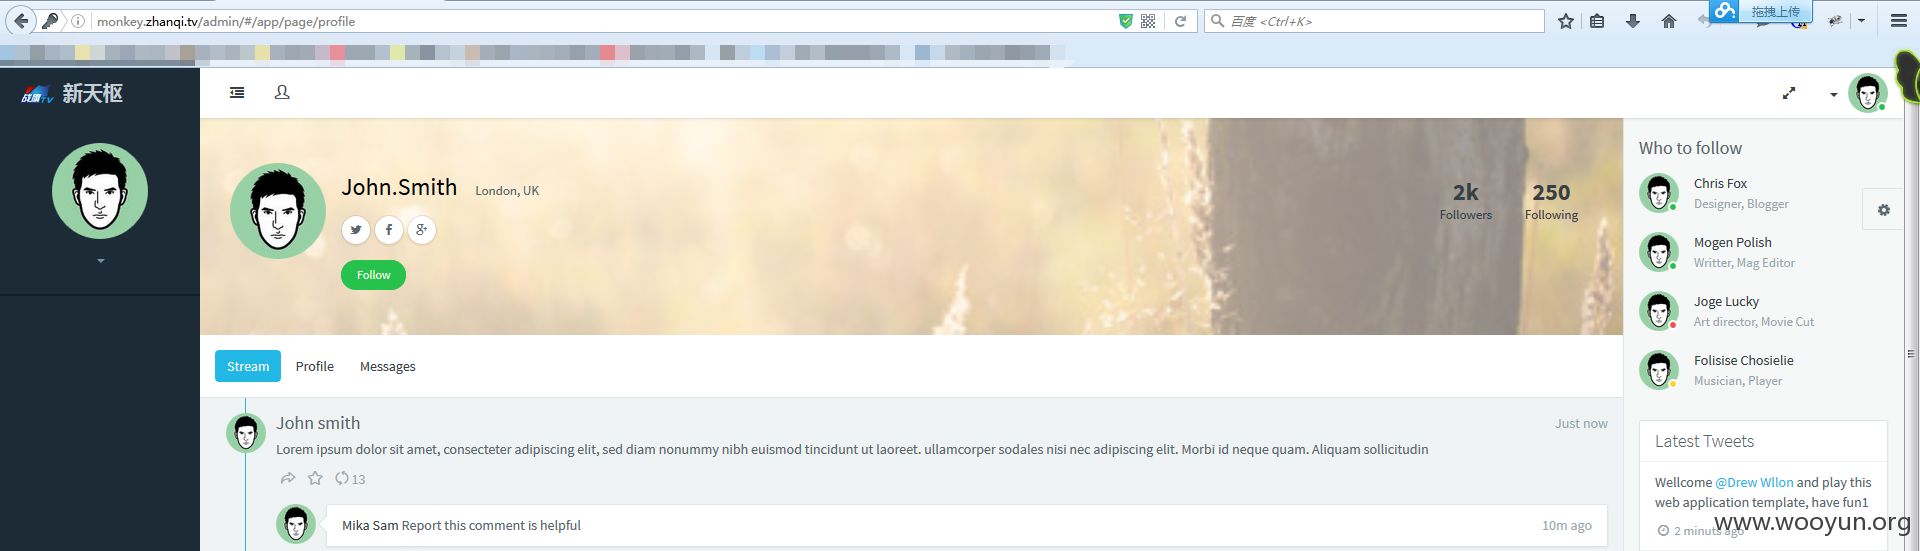 monkey.zhanqi.tv/admin/#/app/page/profile
百度 <Ctrl+K>
拖拽上传
战旗TV 新天枢
John.Smith London, UK
2k
Followers
250
Following
Follow
Stream Profile Messages
John smith
Just now
Lorem ipsum dolor sit amet, consecteter adipiscing elit, sed diam nonummy nibh euismod tincidunt ut laoreet. ullamcorper sodales nisi nec adipiscing elit. Morbi id neque quam. Aliquam sollicitudin
13
Mika Sam Report this comment is helpful
10m ago
Who to follow
Chris Fox
Designer, Blogger
Mogen Polish
Writter, Mag Editor
Joge Lucky
Art director, Movie Cut
Folisise Chosielie
Musician, Player
Latest Tweets
Wellcome @Drew Wllon and play this
web application template, have fun1
2 minuts ago
www.wooyun.org